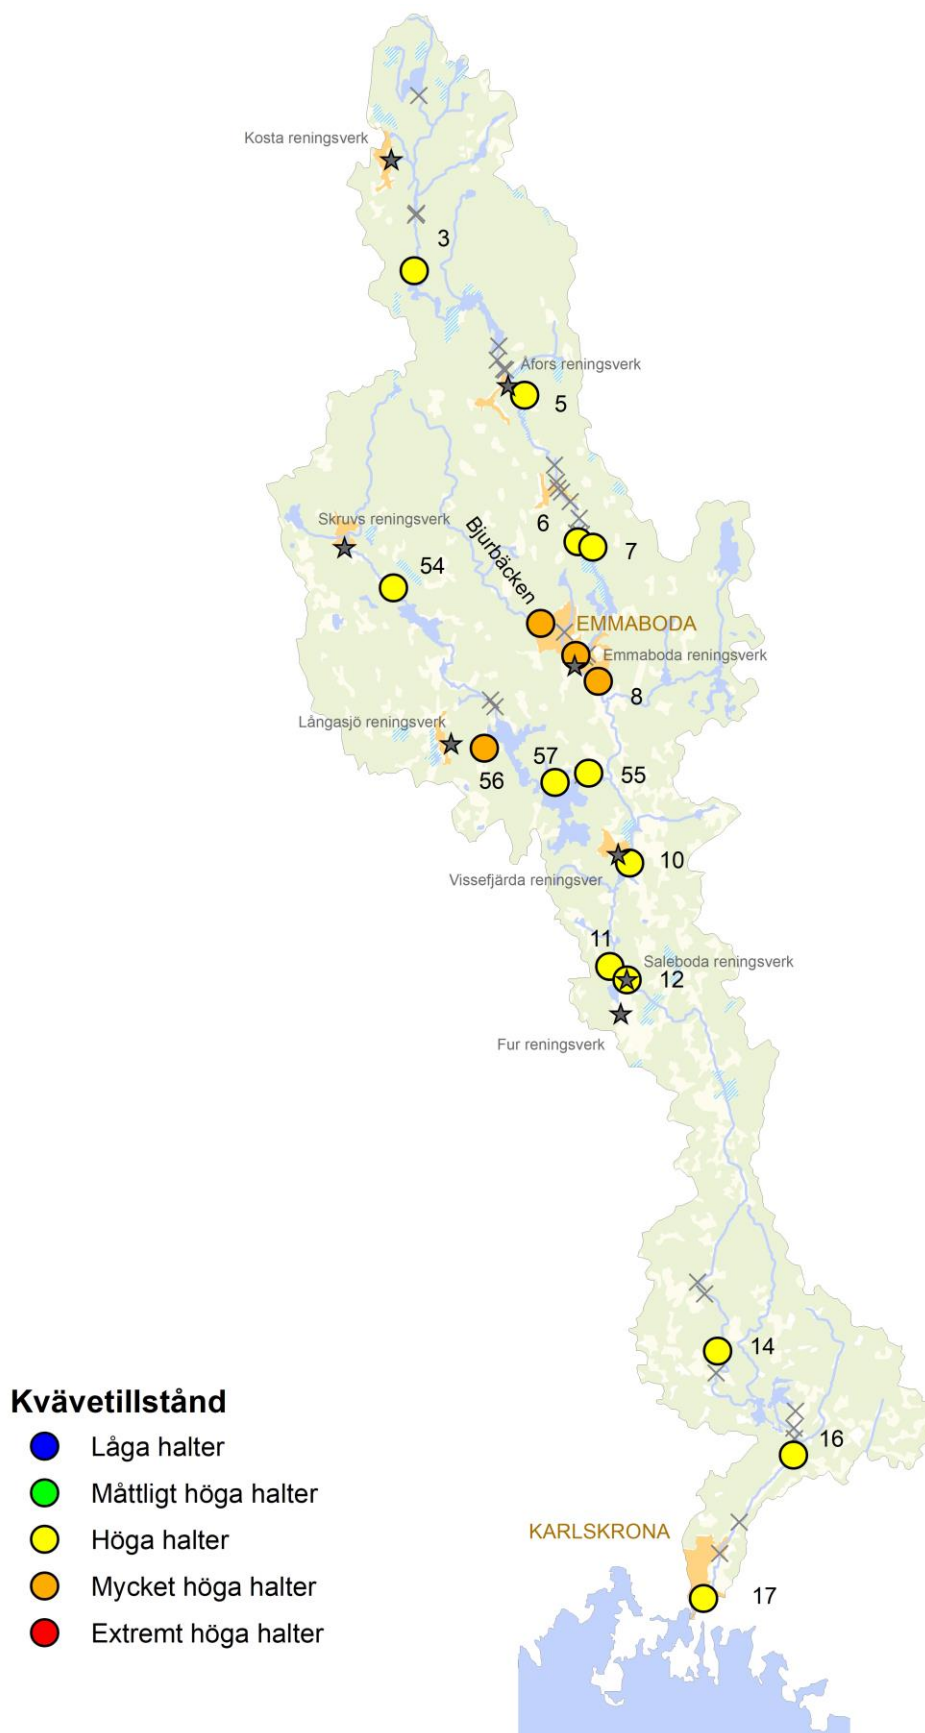 Kosta reningsverk
3
Åfors reningsverk
5
Skruvs reningsverk
54
Bjurbäcken
6
7
EMMABODA
Emmaboda reningsverk
8
Långasjö reningsverk
56
57
55
10
Vissefjärda reningsver
11
Saleboda reningsverk
12
Fur reningsverk
14
16
KARLSKRONA
17
Kvävetillstånd
Låga halter
Måttligt höga halter
Höga halter
Mycket höga halter
Extremt höga halter